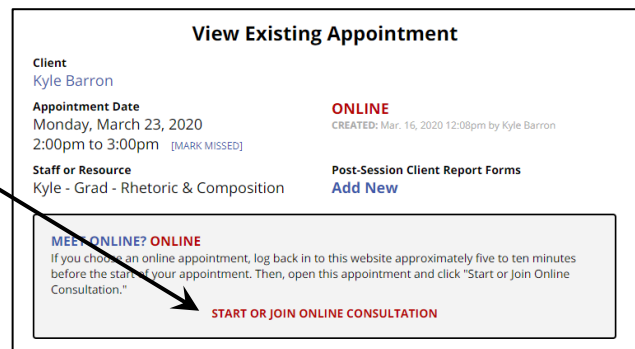 View Existing Appointment
Client
Kyle Barron
Appointment Date
Monday, March 23, 2020
2:00pm to 3:00pm [MARK MISSED]
ONLINE
CREATED: Mar. 16, 2020 12:08pm by Kyle Barron
Staff or Resource
Kyle - Grad - Rhetoric & Composition
Post-Session Client Report Forms
Add New
MEET ONLINE? ONLINE
If you choose an online appointment, log back in to this website approximately five to ten minutes
before the start of your appointment. Then, open this appointment and click "Start or Join Online
Consultation."
START OR JOIN ONLINE CONSULTATION